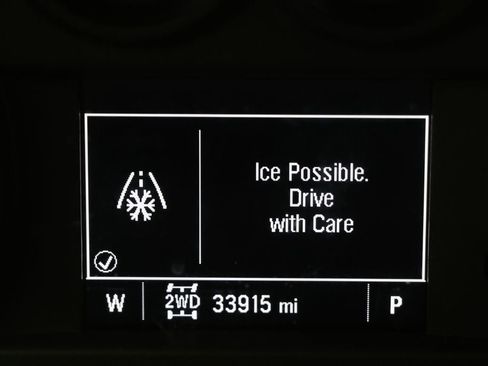 Ice Possible.
Drive
with Care
W 2WD 33915 mi P